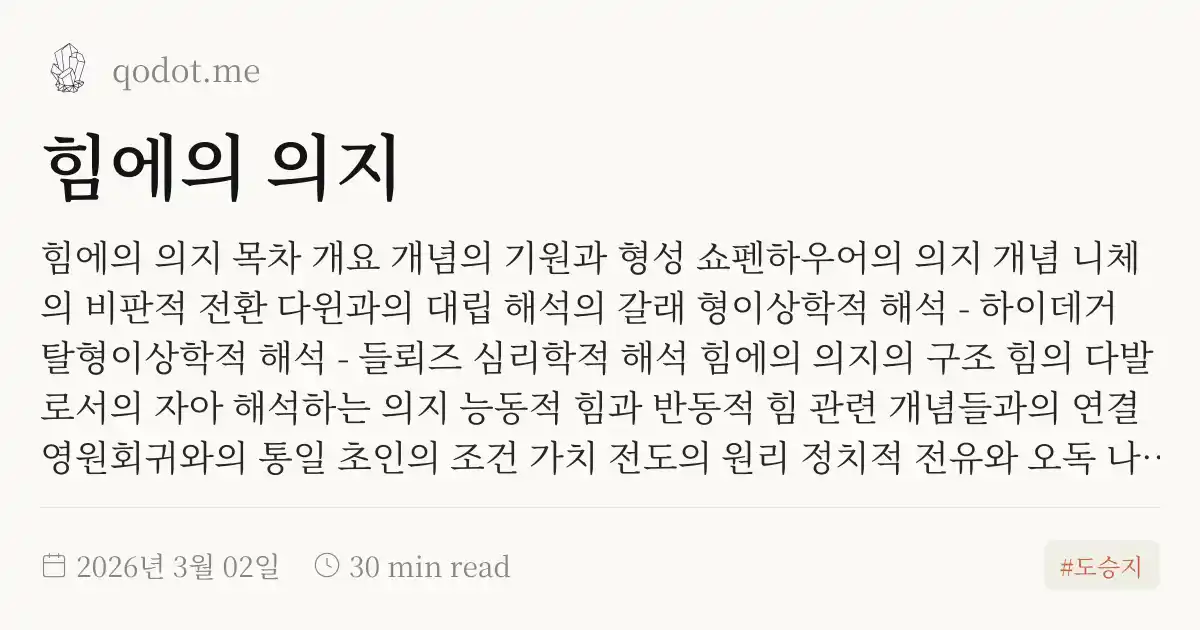 qodot.me
힘에의 의지
힘에의 의지 목차 개요 개념의 기원과 형성 쇼펜하우어의 의지 개념 니체
의 비판적 전환 다윈과의 대립 해석의 갈래 형이상학적 해석 - 하이데거
탈형이상학적 해석 - 들뢰즈 심리학적 해석 힘에의 의지의 구조 힘의 다발
로서의 자아 해석하는 의지 능동적 힘과 반동적 힘 관련 개념들과의 연결
영원회귀와의 통일 초인의 조건 가치 전도의 원리 정치적 전유와 오독 나…
2026년 3월 02일 30 min read #도승지